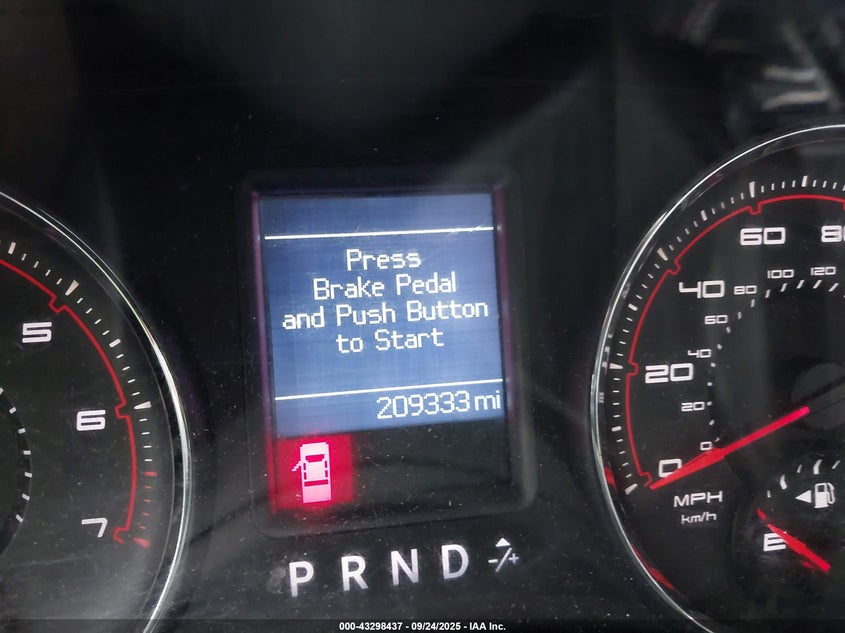 Press
Brake Pedal
and Push Button
to Start
209333 mi
P R N D -/+
5
6
7
0
20
40
60
80
0
20
40
60
80
100
120
MPH
km/h
E
000-43298437 - 09/24/2025 - IAA Inc.